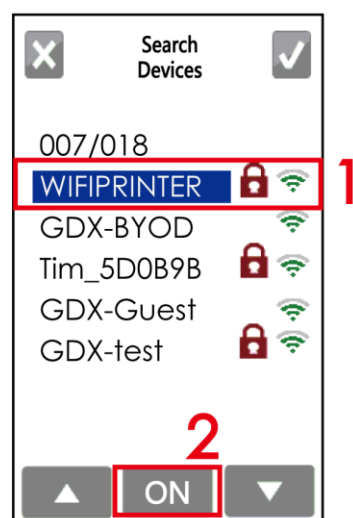 Search
Devices
007/018
WIFIPRINTER
1
GDX-BYOD
Tim_5D0B9B
GDX-Guest
GDX-test
2
ON